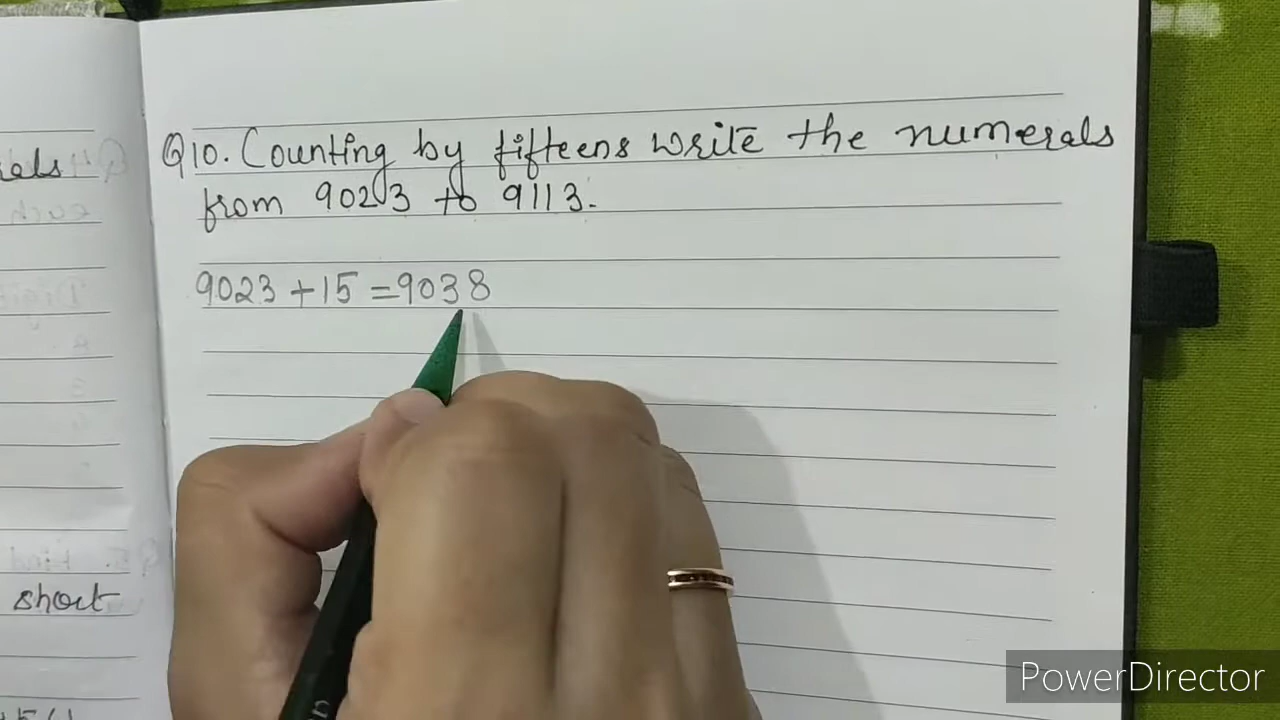 short
Q10. Counting by fifteens write the numerals
from 9023 to 9113.
9023 + 15 = 9038
PowerDirector